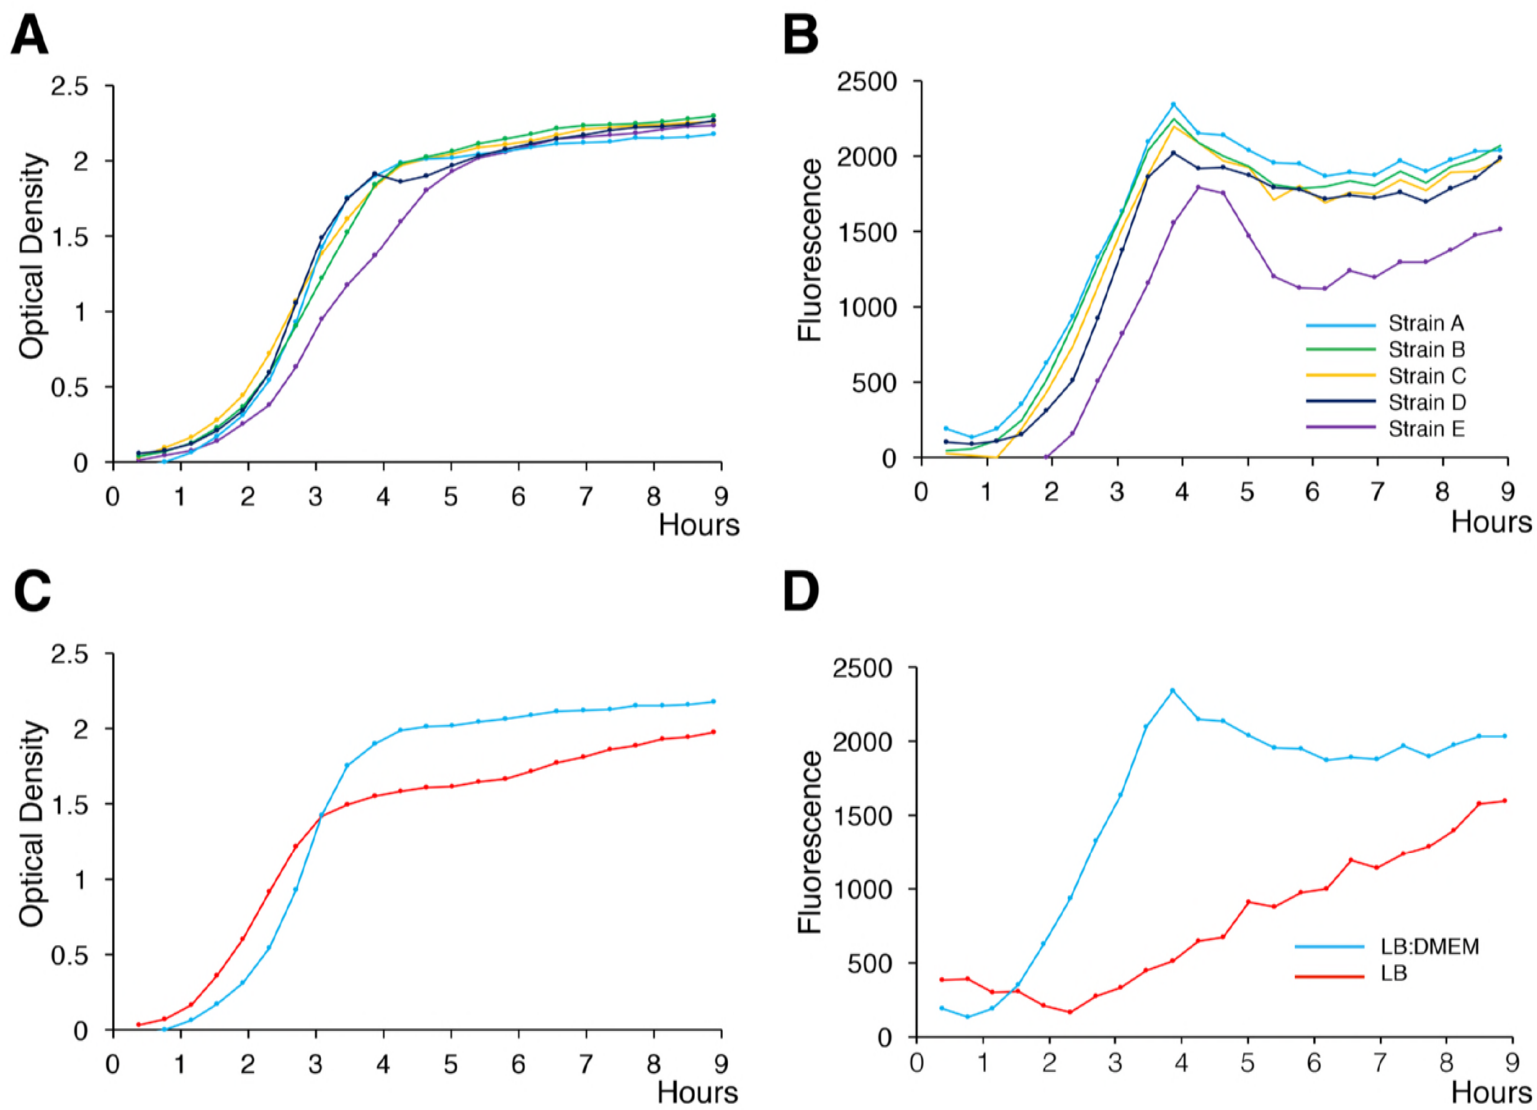 A
B
2.5
2
1.5
1
0.5
0
Optical Density
0 1 2 3 4 5 6 7 8 9
Hours
2500
2000
1500
1000
500
0
Fluorescence
Strain A
Strain B
Strain C
Strain D
Strain E
0 1 2 3 4 5 6 7 8 9
Hours
C
D
2.5
2
1.5
1
0.5
0
Optical Density
0 1 2 3 4 5 6 7 8 9
Hours
2500
2000
1500
1000
500
0
Fluorescence
LB:DMEM
LB
0 1 2 3 4 5 6 7 8 9
Hours